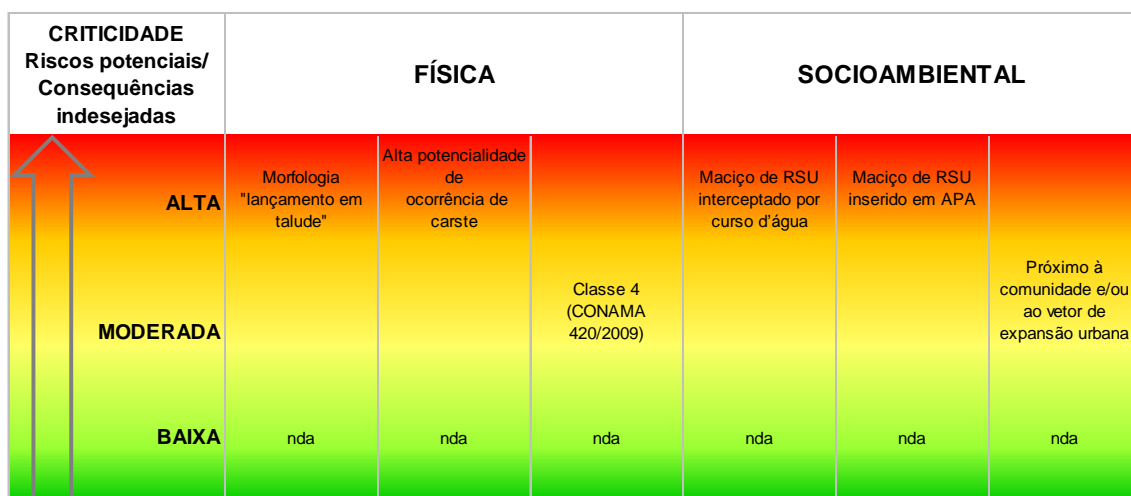 CRITICIDADE
Riscos potenciais/
Consequências
indesejadas
FÍSICA
SOCIOAMBIENTAL
ALTA
Morfologia
"lançamento em
talude"
Alta potencialidade
de
ocorrência de
carste
Maciço de RSU
interceptado por
curso d'água
Maciço de RSU
inserido em APA
MODERADA
Classe 4
(CONAMA
420/2009)
Próximo à
comunidade e/ou
ao vetor de
expansão urbana
BAIXA
nda
nda
nda
nda
nda
nda